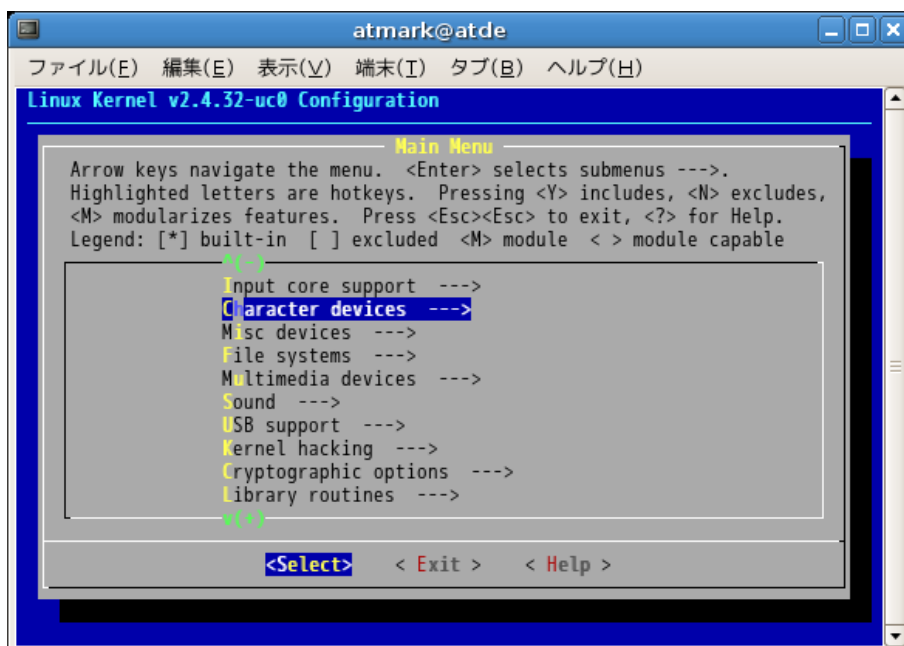 atmark@atde
ファイル(F) 編集(E) 表示(V) 端末(T) タブ(B) ヘルプ(H)
Linux Kernel v2.4.32-uc0 Configuration
Main Menu
Arrow keys navigate the menu. <Enter> selects submenus --->.
Highlighted letters are hotkeys. Pressing <Y> includes, <N> excludes,
<M> modularizes features. Press <Esc><Esc> to exit, <?> for Help.
Legend: [*] built-in [ ] excluded <M> module < > module capable
^(-)
Input core support --->
Character devices --->
Misc devices --->
File systems --->
Multimedia devices --->
Sound --->
USB support --->
Kernel hacking --->
Cryptographic options --->
Library routines --->
v(+)
<Select> < Exit > < Help >